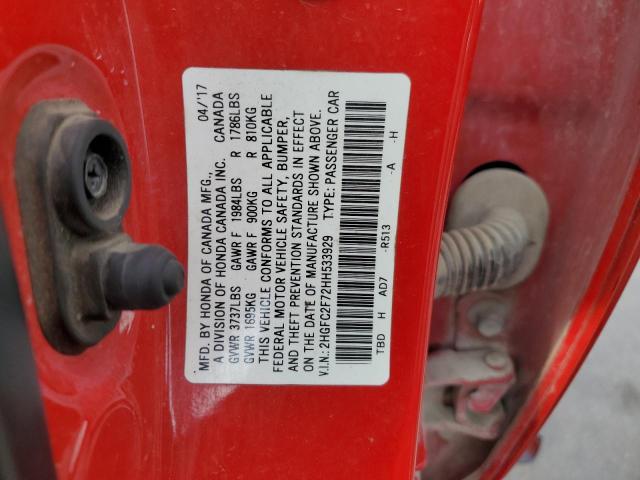 MFD. BY HONDA OF CANADA MFG., 04/'17
A DIVISION OF HONDA CANADA INC. CANADA
GVWR 3737LBS GAWR F 1984LBS R 1786LBS
GVWR 1695KG GAWR F 900KG R 810KG
THIS VEHICLE CONFORMS TO ALL APPLICABLE
FEDERAL MOTOR VEHICLE SAFETY, BUMPER,
AND THEFT PREVENTION STANDARDS IN EFFECT
ON THE DATE OF MANUFACTURE SHOWN ABOVE.
V.I.N.: 2HGFC2F72HH533929 TYPE: PASSENGER CAR
TBD H AD7 -R513 -A -H